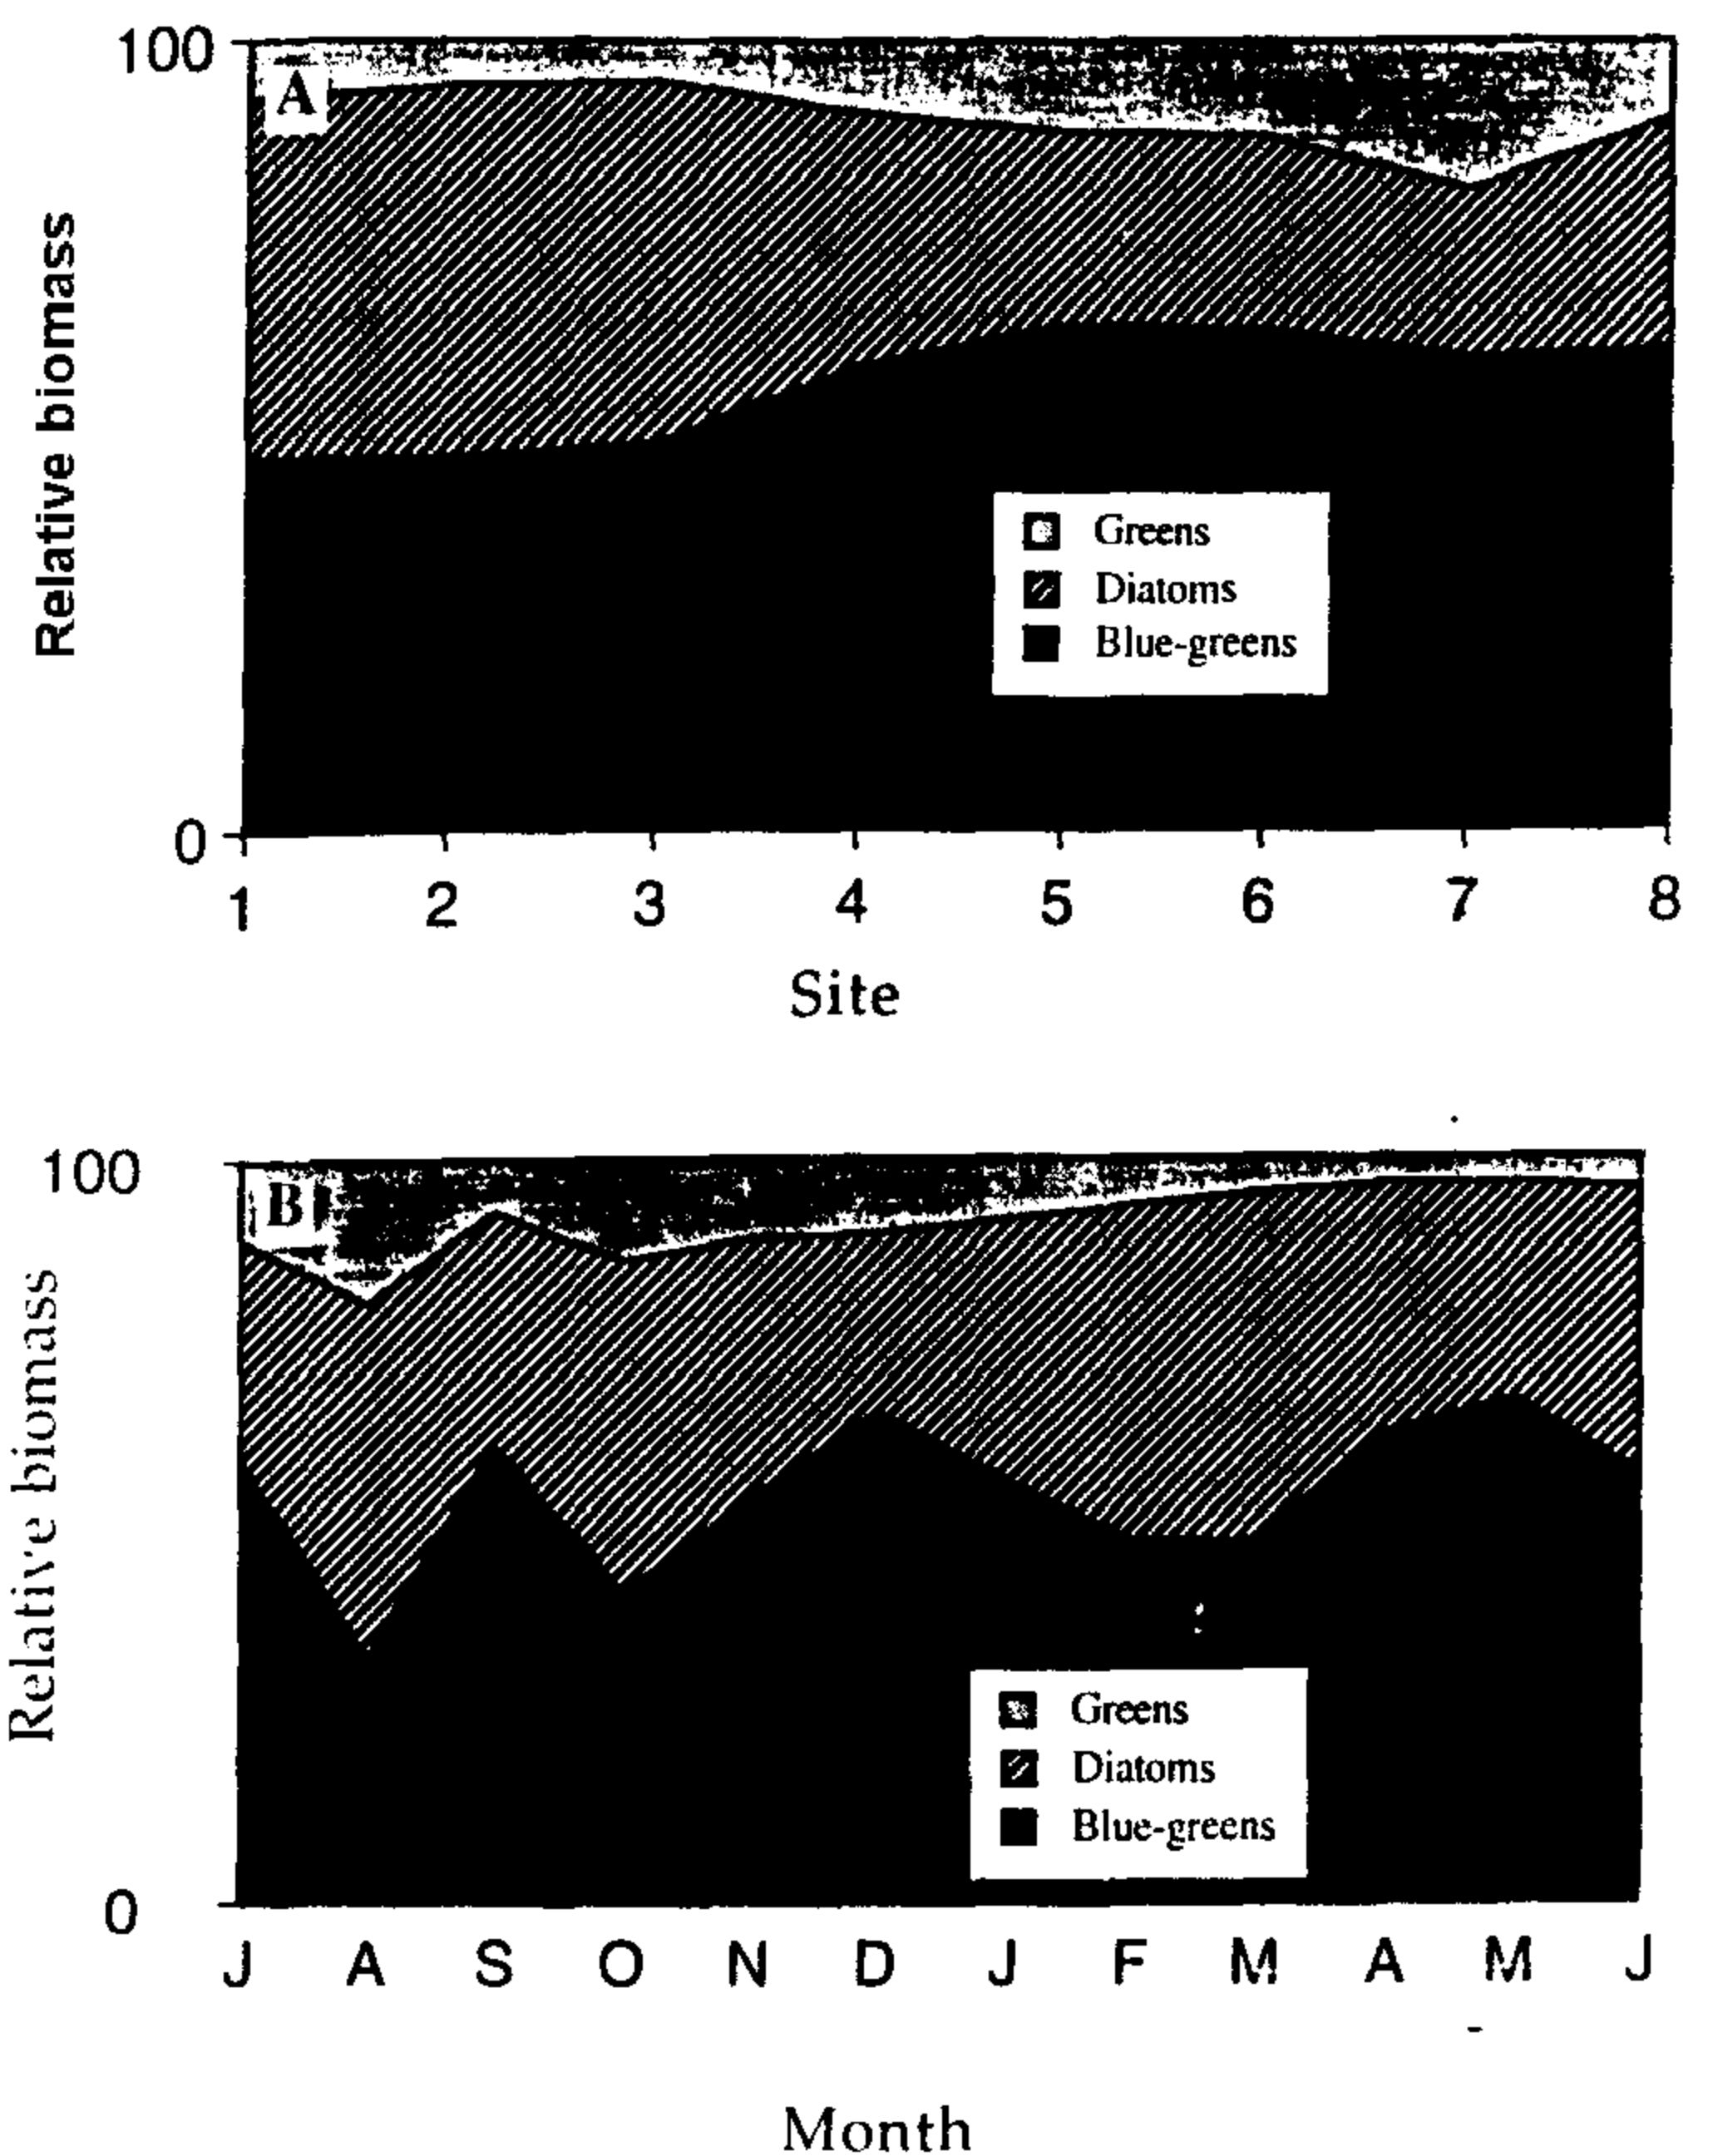 100
A
Relative biomass
Greens
Diatoms
Blue-greens
0
1 2 3 4 5 6 7 8
Site
100
B
Relative biomass
Greens
Diatoms
Blue-greens
0
J A S O N D J F M A M J
Month